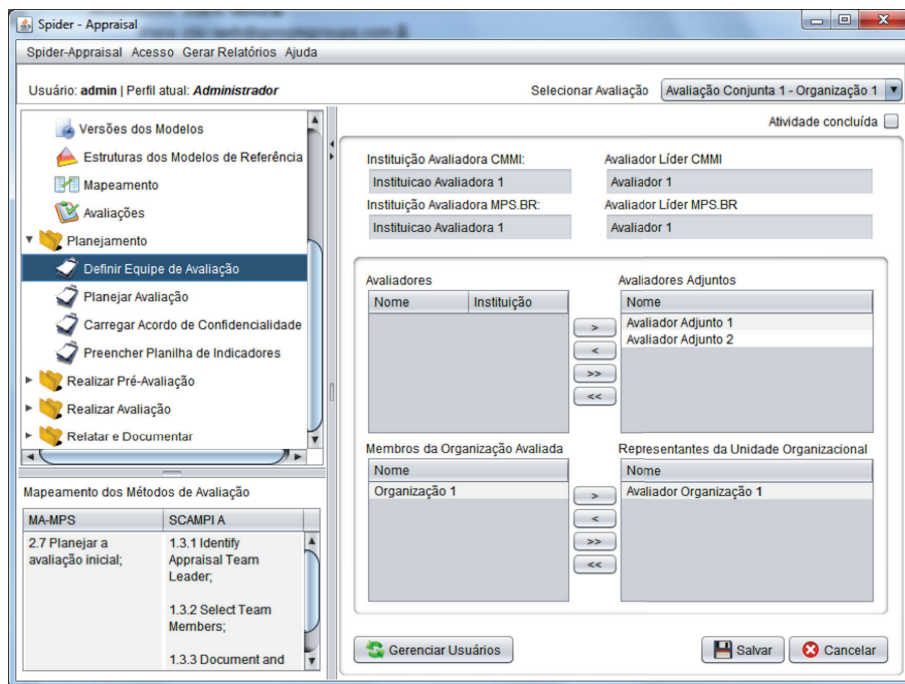 Spider - Appraisal
Spider-Appraisal Acesso Gerar Relatórios Ajuda
Usuário: admin | Perfil atual: Administrador
Selecionar Avaliação
Avaliação Conjunta 1 - Organização 1
Versões dos Modelos
Estruturas dos Modelos de Referência
Mapeamento
Avaliações
Planejamento
Definir Equipe de Avaliação
Planejar Avaliação
Carregar Acordo de Confidencialidade
Preencher Planilha de Indicadores
Realizar Pré-Avaliação
Realizar Avaliação
Relatar e Documentar
Mapeamento dos Métodos de Avaliação
MA-MPS SCAMPI A
2.7 Planejar a
avaliação inicial;
1.3.1 Identify
Appraisal Team
Leader;
1.3.2 Select Team
Members;
1.3.3 Document and
Atividade concluída
Instituição Avaliadora CMMI:
Instituicao Avaliadora 1
Avaliador Líder CMMI
Avaliador 1
Instituição Avaliadora MPS.BR:
Instituicao Avaliadora 1
Avaliador Líder MPS.BR
Avaliador 1
Avaliadores
Nome Instituição
>
<
>>
<<
Avaliadores Adjuntos
Nome
Avaliador Adjunto 1
Avaliador Adjunto 2
Membros da Organização Avaliada
Nome
Organização 1
>
<
>>
<<
Representantes da Unidade Organizacional
Nome
Avaliador Organização 1
Gerenciar Usuários
Salvar
Cancelar